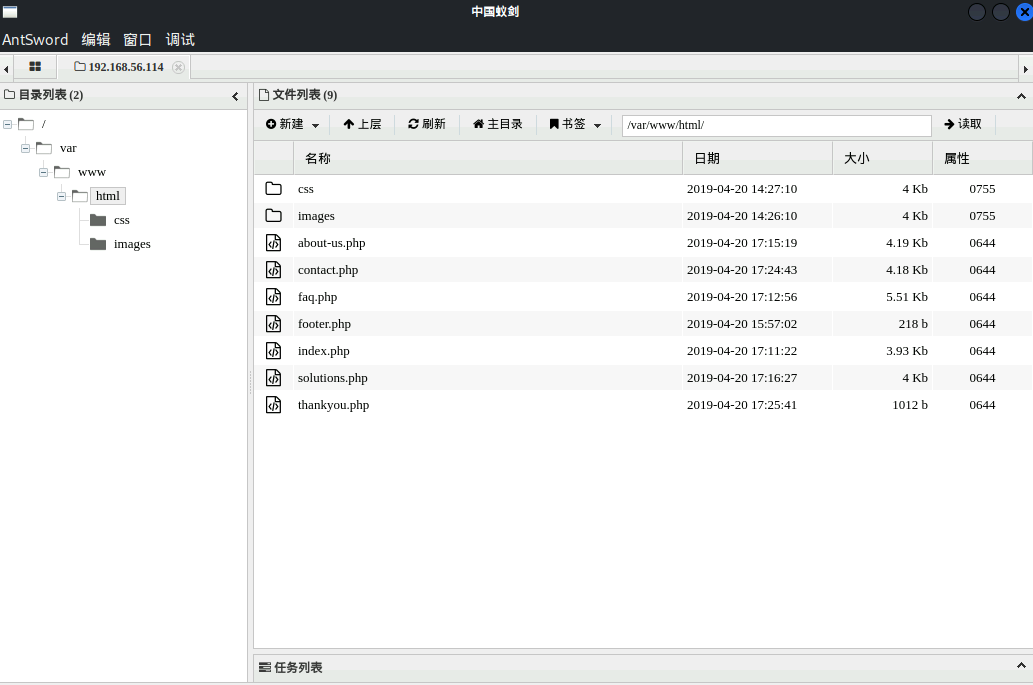 中国蚁剑
AntSword 编辑 窗口 调试
192.168.56.114
目录列表 (2)
/
var
www
html
css
images
文件列表 (9)
新建 上层 刷新 主目录 书签 /var/www/html/ 读取
名称 日期 大小 属性
css 2019-04-20 14:27:10 4 Kb 0755
images 2019-04-20 14:26:10 4 Kb 0755
about-us.php 2019-04-20 17:15:19 4.19 Kb 0644
contact.php 2019-04-20 17:24:43 4.18 Kb 0644
faq.php 2019-04-20 17:12:56 5.51 Kb 0644
footer.php 2019-04-20 15:57:02 218 b 0644
index.php 2019-04-20 17:11:22 3.93 Kb 0644
solutions.php 2019-04-20 17:16:27 4 Kb 0644
thankyou.php 2019-04-20 17:25:41 1012 b 0644
任务列表